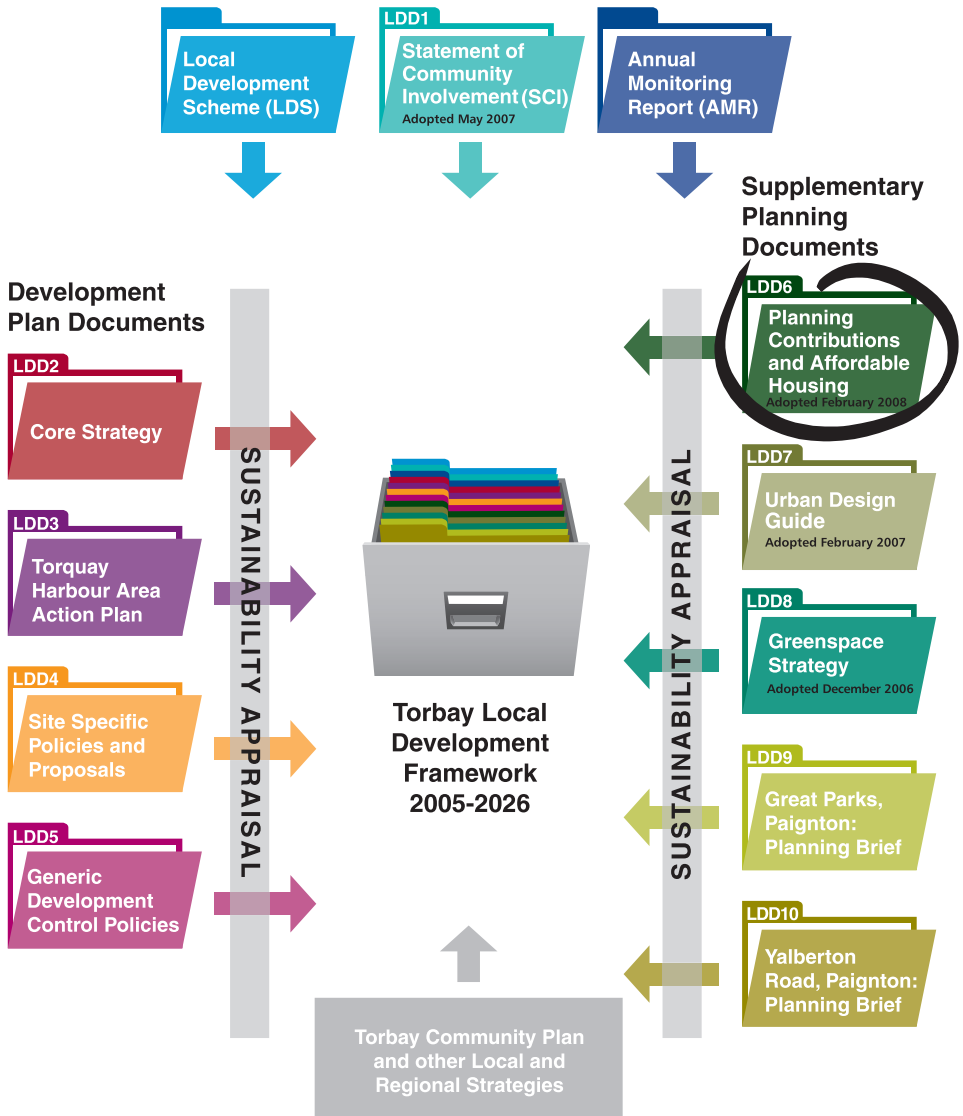 Local
Development
Scheme (LDS)
LDD1
Statement of
Community
Involvement (SCI)
Adopted May 2007
Annual
Monitoring
Report (AMR)
Supplementary
Planning
Documents
Development
Plan Documents
LDD2
Core Strategy
LDD3
Torquay
Harbour Area
Action Plan
LDD4
Site Specific
Policies and
Proposals
LDD5
Generic
Development
Control Policies
SUSTAINABILITY APPRAISAL
Torbay Local
Development
Framework
2005-2026
Torbay Community Plan
and other Local and
Regional Strategies
SUSTAINABILITY APPRAISAL
LDD6
Planning
Contributions
and Affordable
Housing
Adopted February 2008
LDD7
Urban Design
Guide
Adopted February 2007
LDD8
Greenspace
Strategy
Adopted December 2006
LDD9
Great Parks,
Paignton:
Planning Brief
LDD10
Yalberton
Road, Paignton:
Planning Brief